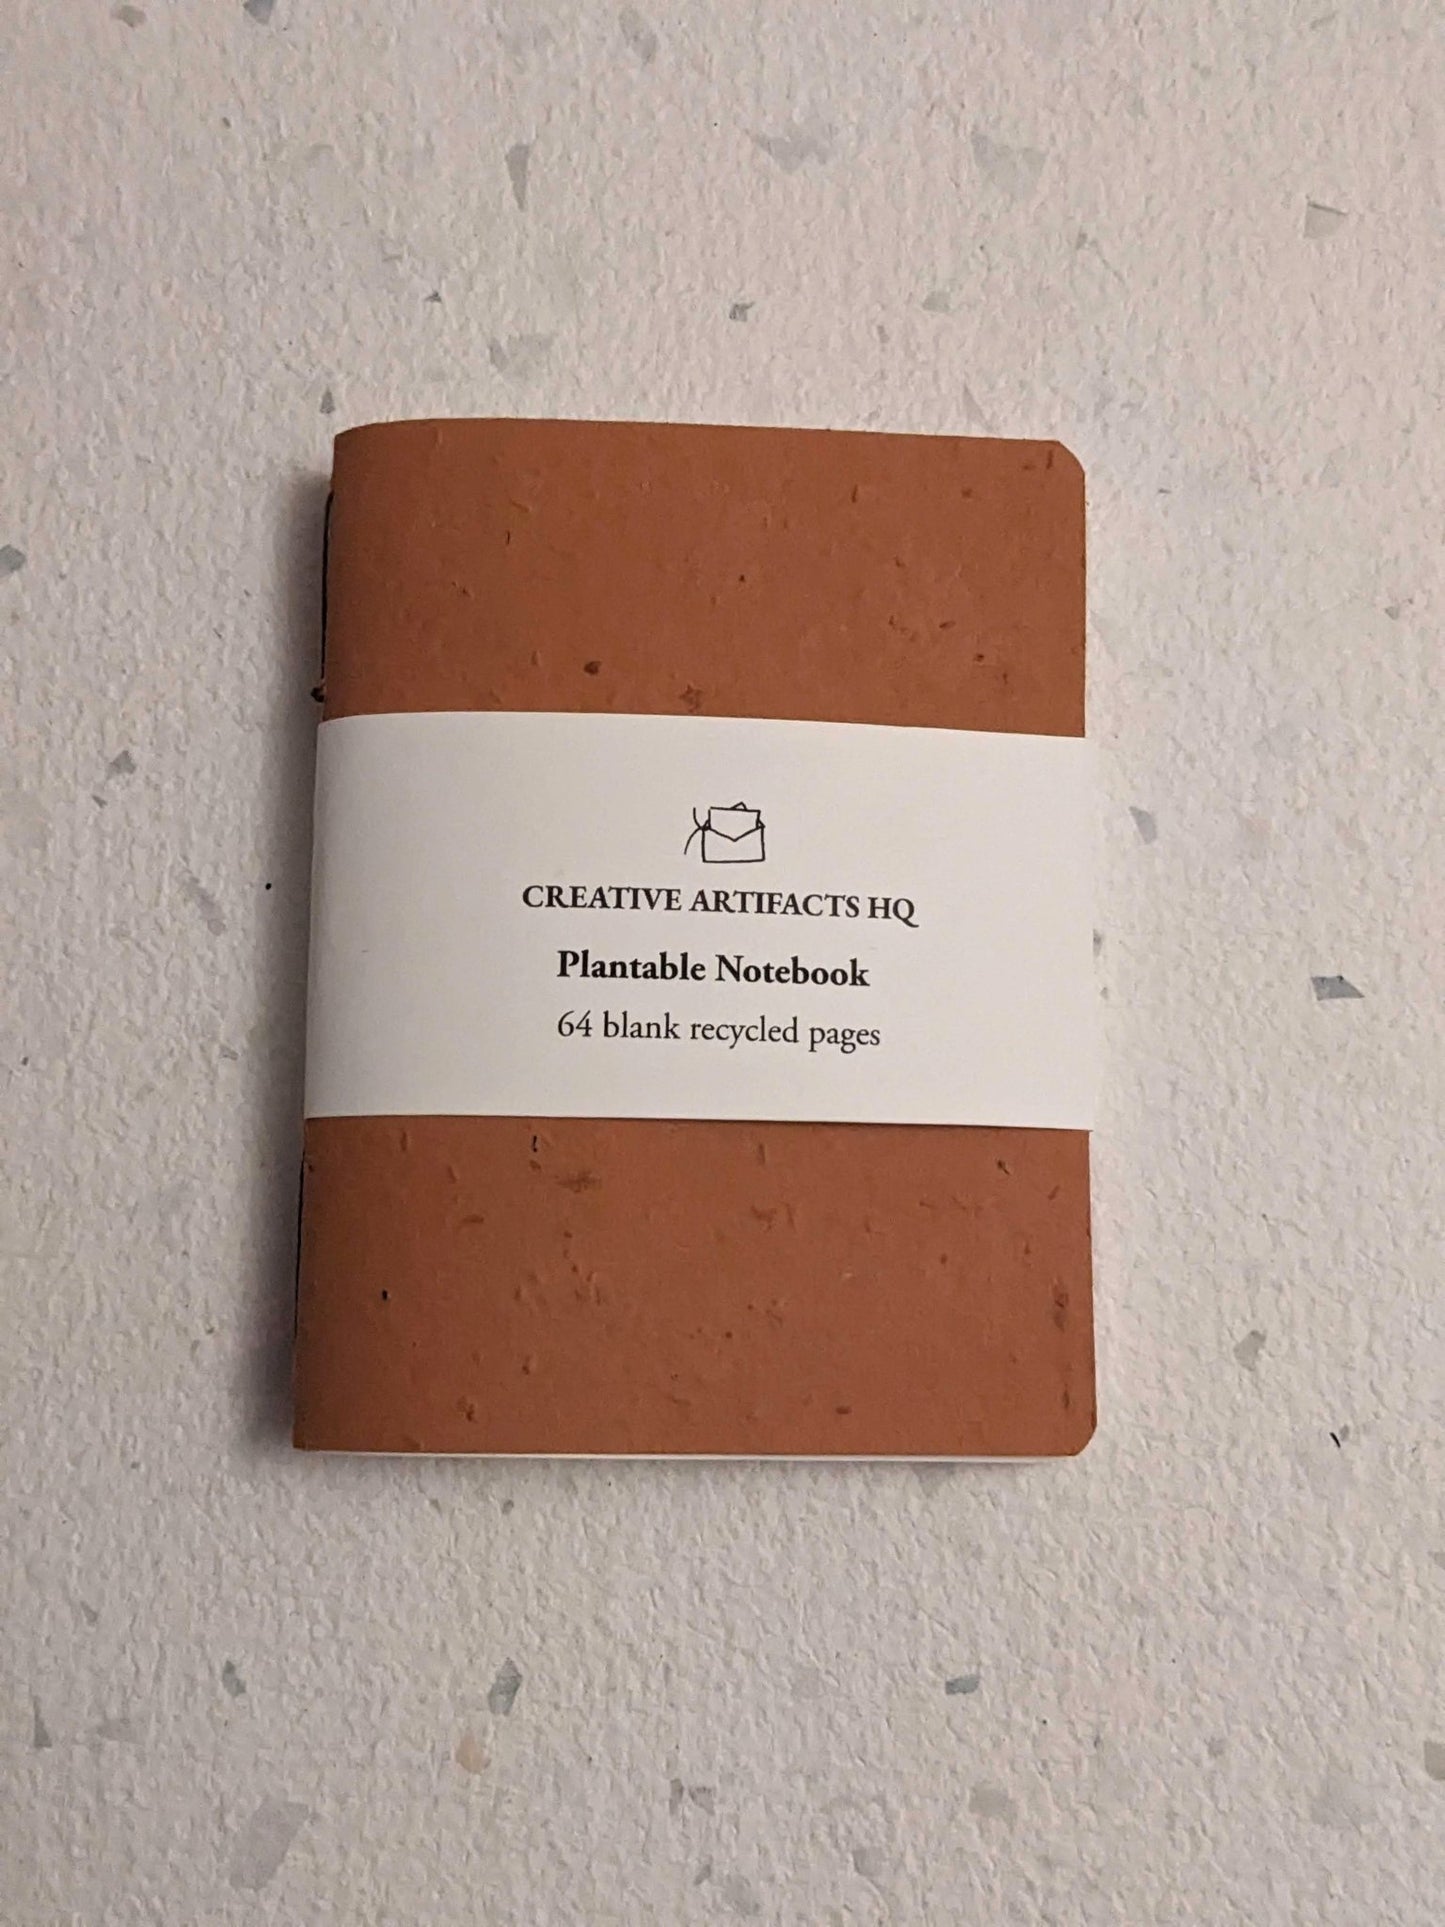 CREATIVE ARTIFACTS HQ
Plantable Notebook
64 blank recycled pages